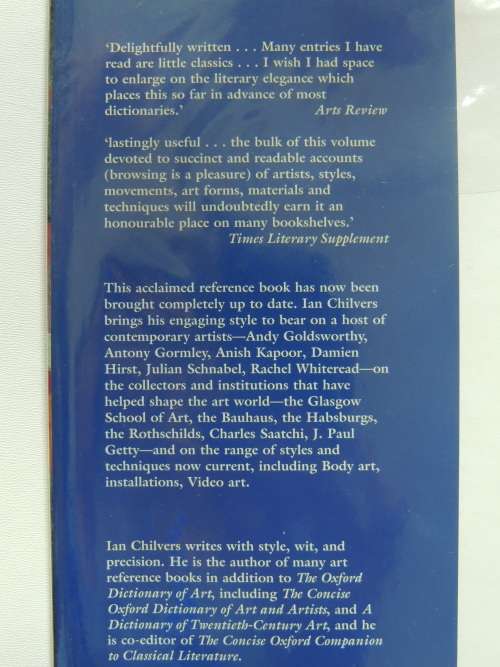 ‘Delightfully written . . . Many entries I have
read are little classics . . . I wish I had space
to enlarge on the literary elegance which
places this so far in advance of most
dictionaries.’ Arts Review
‘lastingly useful . . . the bulk of this volume
devoted to succinct and readable accounts
(browsing is a pleasure) of artists, styles,
movements, art forms, materials and
techniques will undoubtedly earn it an
honourable place on many bookshelves.’
Times Literary Supplement
This acclaimed reference book has now been
brought completely up to date. Ian Chilvers
brings his engaging style to bear on a host of
contemporary artists—Andy Goldsworthy,
Antony Gormley, Anish Kapoor, Damien
Hirst, Julian Schnabel, Rachel Whiteread—on
the collectors and institutions that have
helped shape the art world—the Glasgow
School of Art, the Bauhaus, the Habsburgs,
the Rothschilds, Charles Saatchi, J. Paul
Getty—and on the range of styles and
techniques now current, including Body art,
installations, Video art.
Ian Chilvers writes with style, wit, and
precision. He is the author of many art
reference books in addition to The Oxford
Dictionary of Art, including The Concise
Oxford Dictionary of Art and Artists, and A
Dictionary of Twentieth-Century Art, and he
is co-editor of The Concise Oxford Companion
to Classical Literature.